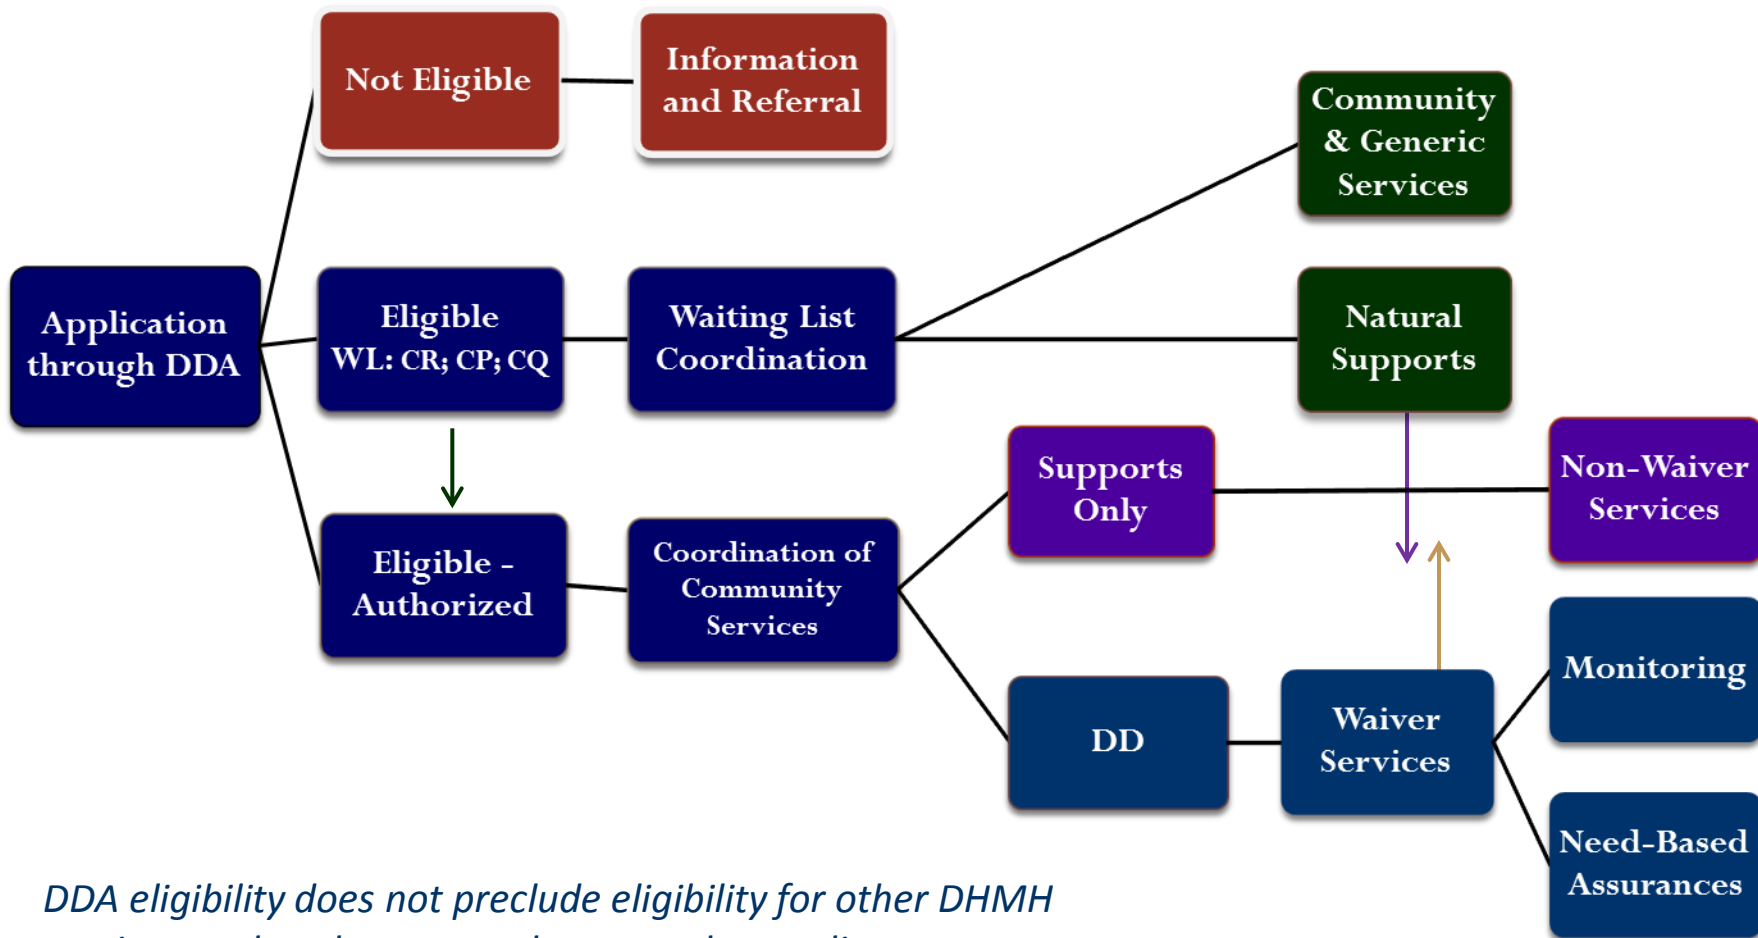 Not Eligible
Information
and Referral
Community
& Generic
Services
Application
through DDA
Eligible
WL: CR; CP; CQ
Waiting List
Coordination
Natural
Supports
Supports
Only
Non-Waiver
Services
Eligible -
Authorized
Coordination of
Community
Services
DD
Waiver
Services
Monitoring
Need-Based
Assurances
DDA eligibility does not preclude eligibility for other DHMH